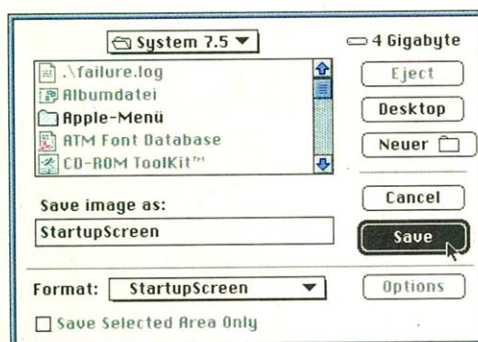 System 7.5
4 Gigabyte
.\failure.log
Albumdatei
Apple-Menü
ATM Font Database
CD-ROM ToolKit™
Eject
Desktop
Neuer
Save image as:
StartupScreen
Cancel
Save
Format: StartupScreen
Options
Save Selected Area Only